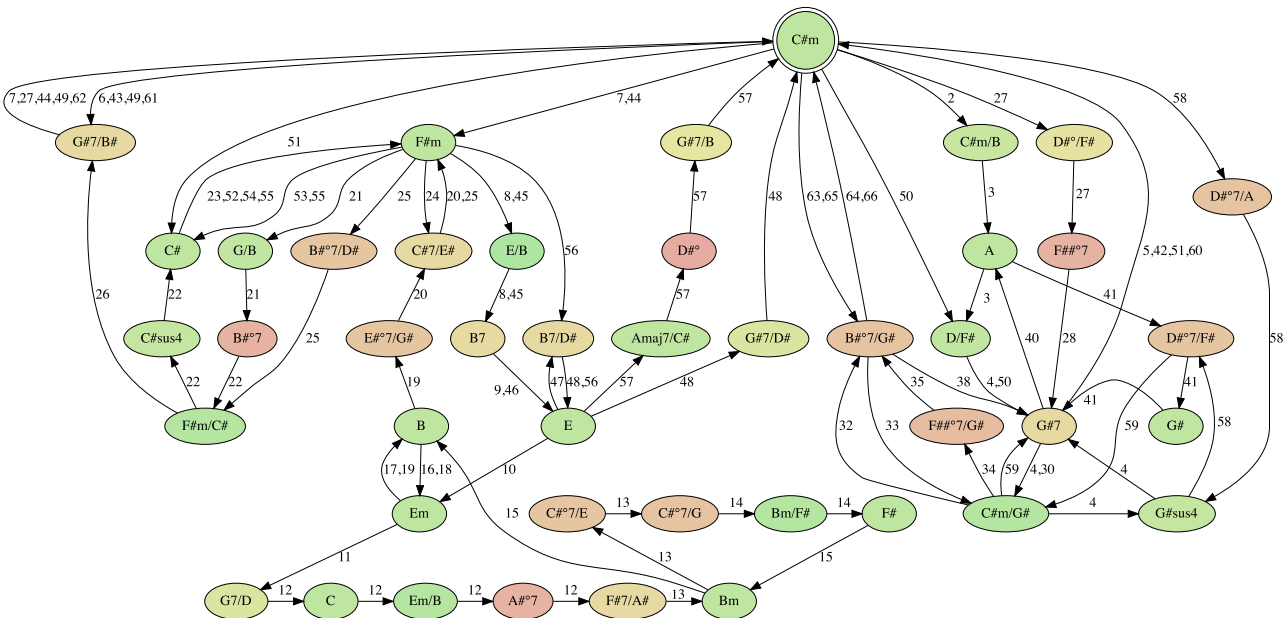 C#m
7,27,44,49,62
6,43,49,61
7,44
57
2
27
58
G#7/B#
51
F#m
G#7/B
C#m/B
D#°/F#
23,52,54,55
53,55
21
25
24
20,25
8,45
57
48
63,65
64,66
50
3
27
D#°7/A
C#
G/B
B#°7/D#
C#7/E#
E/B
56
D#°
A
F##°7
5,42,51,60
26
22
21
20
8,45
57
3
41
C#sus4
B#°7
25
E#°7/G#
B7
B7/D#
Amaj7/C#
G#7/D#
B#°7/G#
D/F#
40
28
D#°7/F#
58
22
22
19
9,46
47
48,56
57
48
35
38
4,50
41
41
F#m/C#
B
E
32
33
F##°7/G#
G#7
59
G#
58
17,19
16,18
10
34
59
4,30
4
Em
15
C#°7/E
13
C#°7/G
14
Bm/F#
14
F#
C#m/G#
4
G#sus4
11
13
15
G7/D
12
C
12
Em/B
12
A#°7
12
F#7/A#
13
Bm